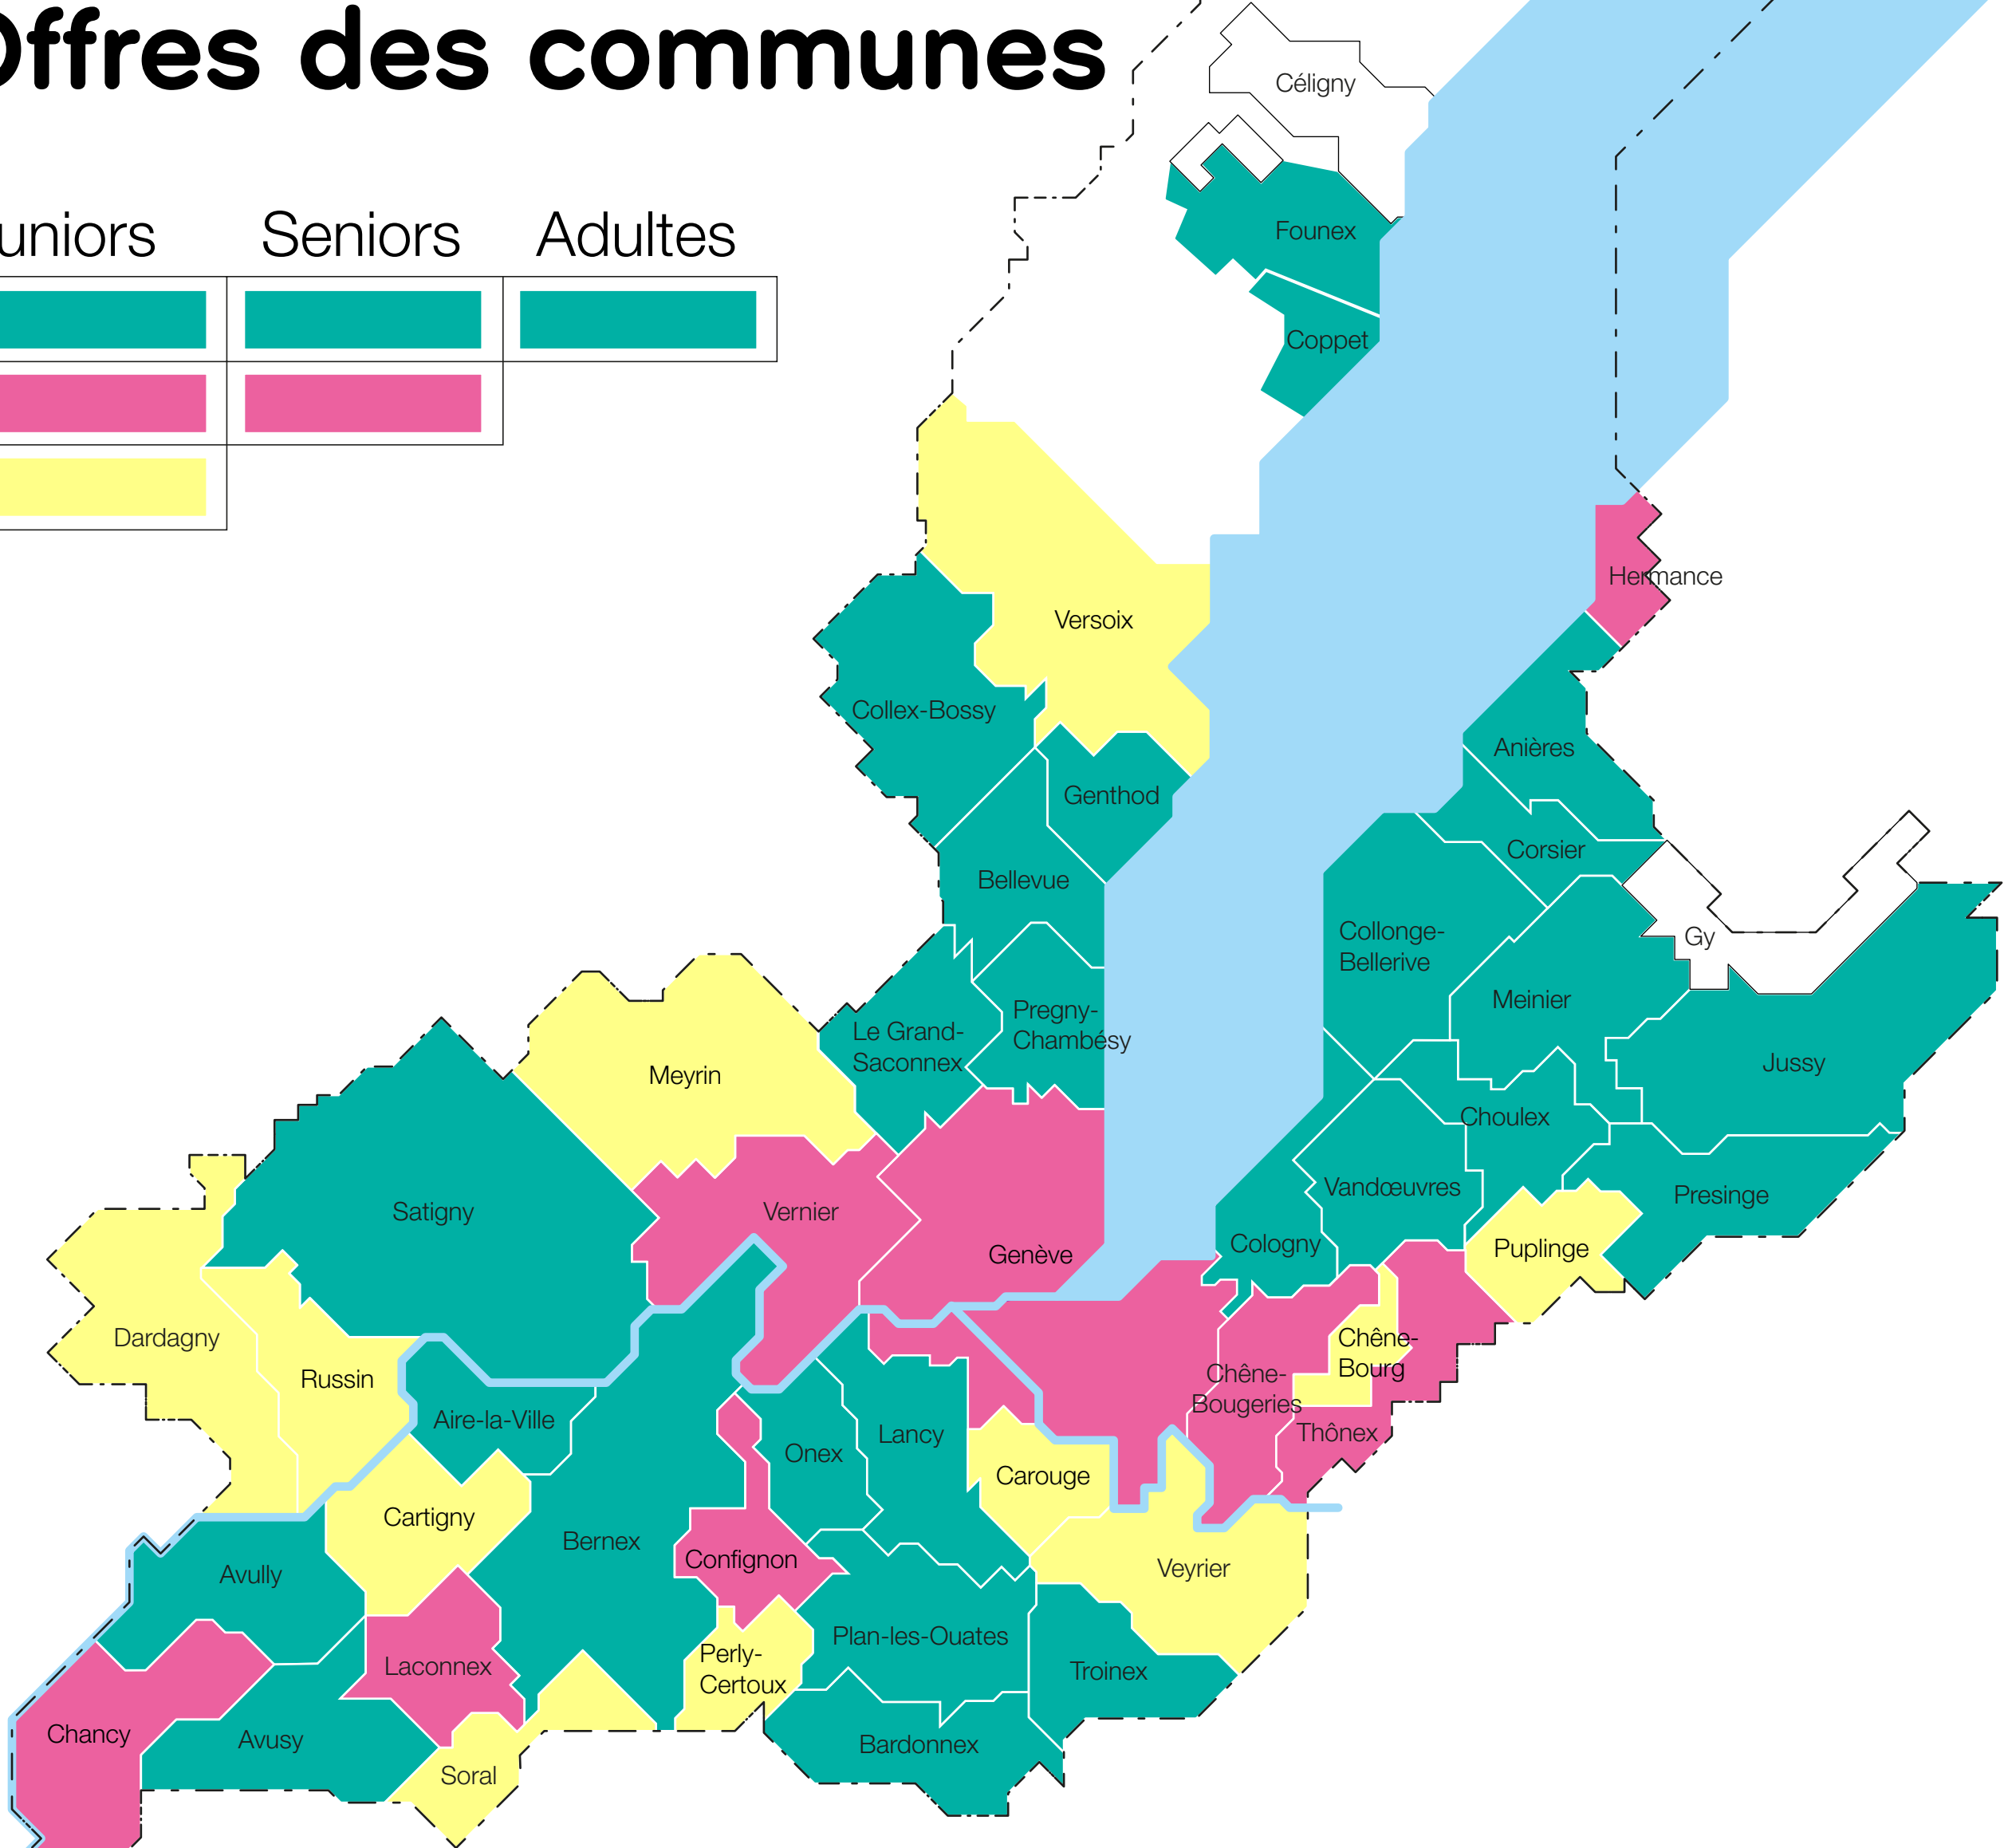 Offres des communes
uniors Seniors Adultes
Céligny
Founex
Coppet
Hermance
Versoix
Collex-Bossy
Anières
Genthod
Corsier
Bellevue
Collonge-
Bellerive
Gy
Meinier
Pregny-
Chambésy
Le Grand-
Saconnex
Jussy
Meyrin
Choulex
Vandœuvres
Presinge
Satigny
Vernier
Cologny
Puplinge
Genève
Dardagny
Chêne-
Bourg
Russin
Chêne-
Bougeries
Aire-la-Ville
Thônex
Lancy
Onex
Carouge
Cartigny
Bernex
Confignon
Veyrier
Avully
Plan-les-Ouates
Perly-
Certoux
Laconnex
Troinex
Chancy
Avusy
Bardonnex
Soral